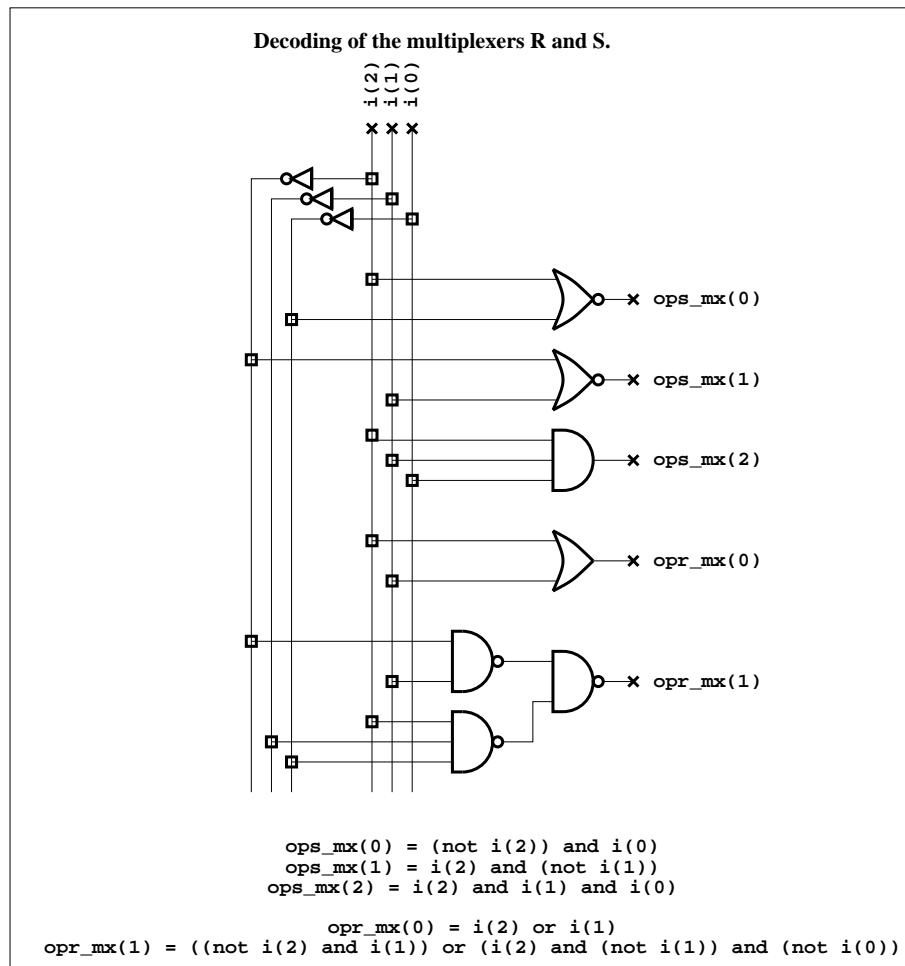 Decoding of the multiplexers R and S.
i(2)
i(1)
i(0)
ops_mx(0)
ops_mx(1)
ops_mx(2)
opr_mx(0)
opr_mx(1)
ops_mx(0) = (not i(2)) and i(0)
ops_mx(1) = i(2) and (not i(1))
ops_mx(2) = i(2) and i(1) and i(0)
opr_mx(0) = i(2) or i(1)
opr_mx(1) = ((not i(2) and i(1)) or (i(2) and (not i(1)) and (not i(0))